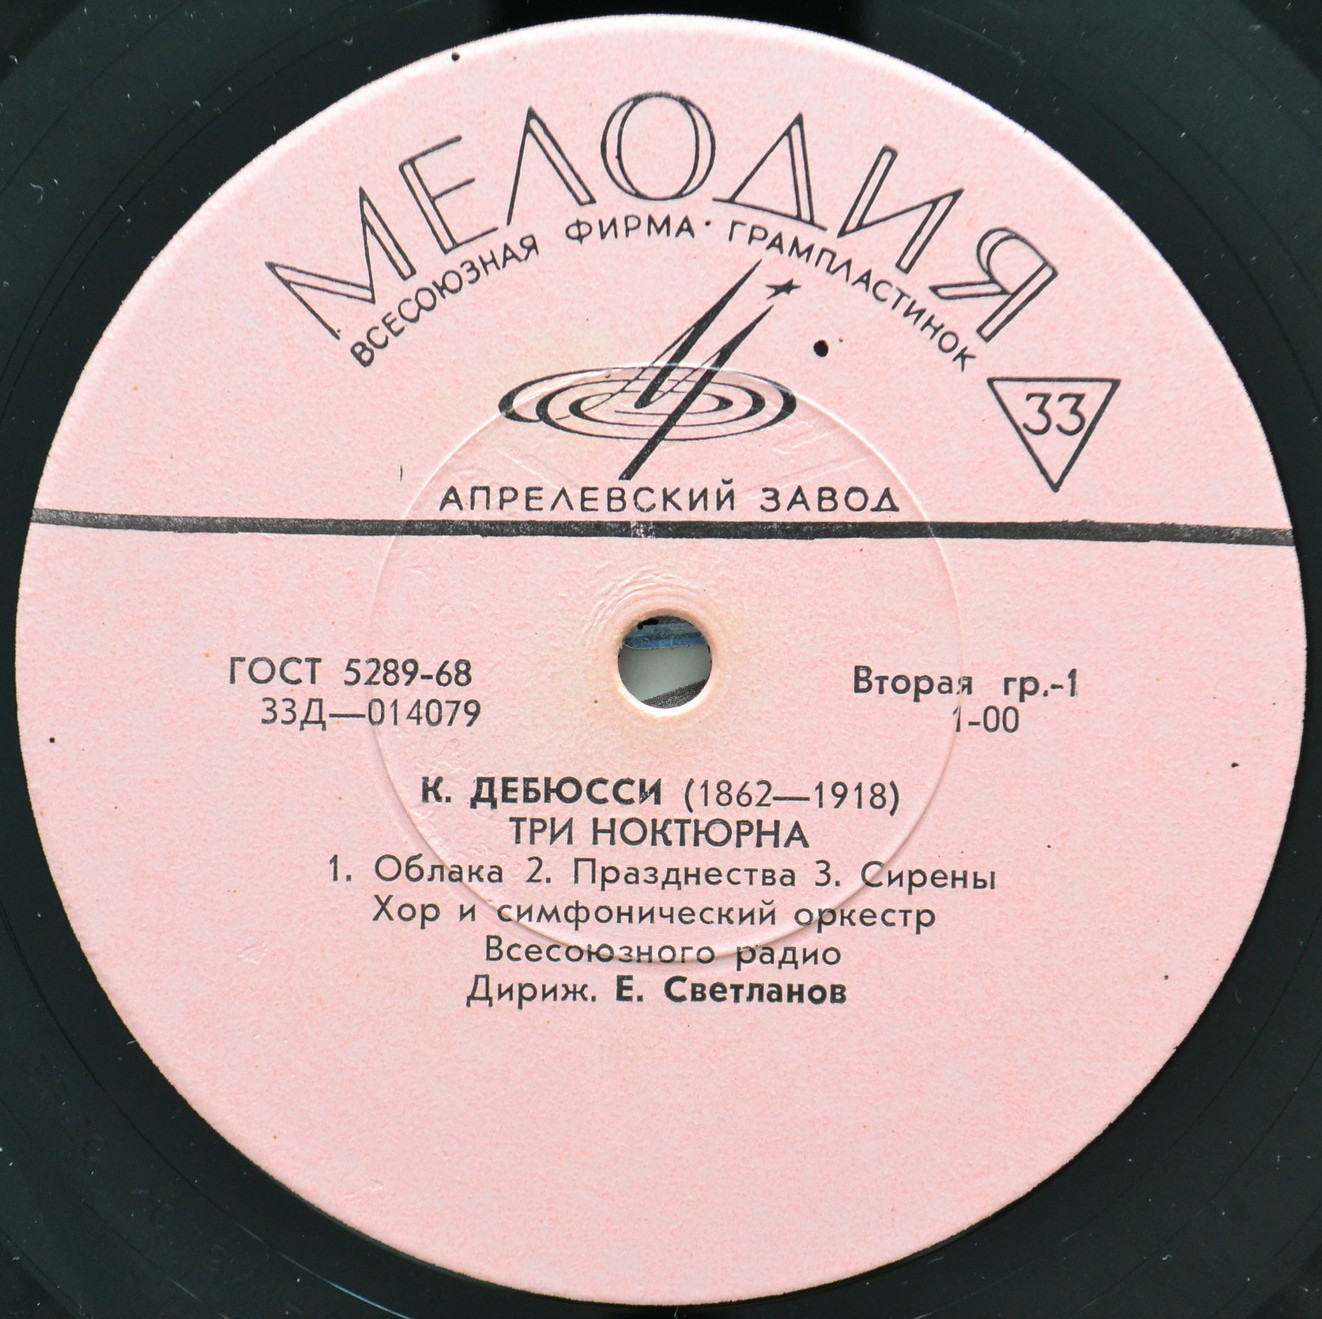 МЕЛОДИЯ
ВСЕСОЮЗНАЯ ФИРМА · ГРАМПЛАСТИНОК
33
АПРЕЛЕВСКИЙ ЗАВОД
ГОСТ 5289-68
33Д—014079
Вторая гр.-1
1-00
К. ДЕБЮССИ (1862—1918)
ТРИ НОКТЮРНА
1. Облака 2. Празднества 3. Сирены
Хор и симфонический оркестр
Всесоюзного радио
Дириж. Е. Светланов